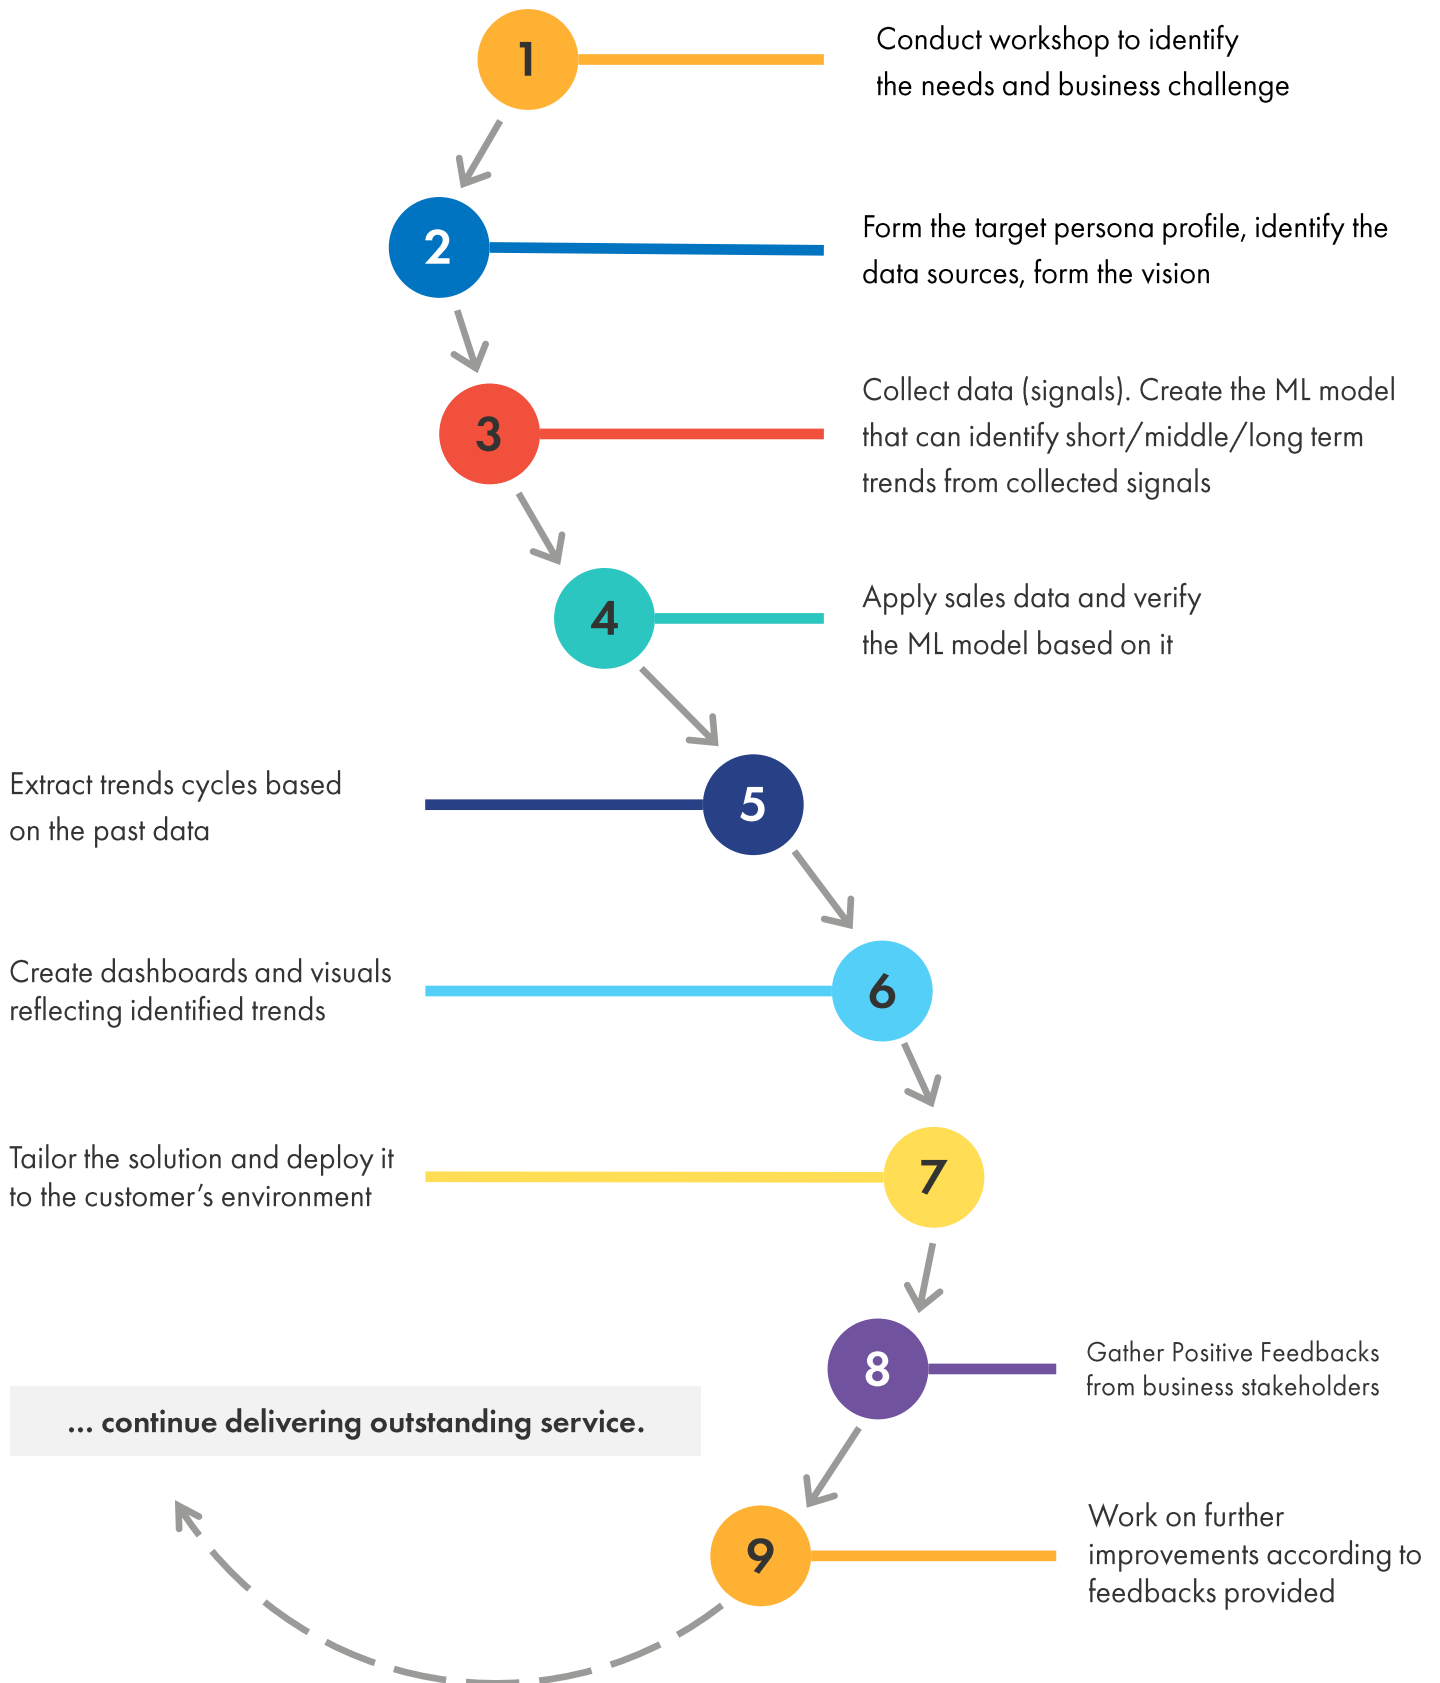 1
Conduct workshop to identify
the needs and business challenge
2
Form the target persona profile, identify the
data sources, form the vision
3
Collect data (signals). Create the ML model
that can identify short/middle/long term
trends from collected signals
4
Apply sales data and verify
the ML model based on it
5
Extract trends cycles based
on the past data
6
Create dashboards and visuals
reflecting identified trends
7
Tailor the solution and deploy it
to the customer’s environment
8
Gather Positive Feedbacks
from business stakeholders
9
Work on further
improvements according to
feedbacks provided
... continue delivering outstanding service.